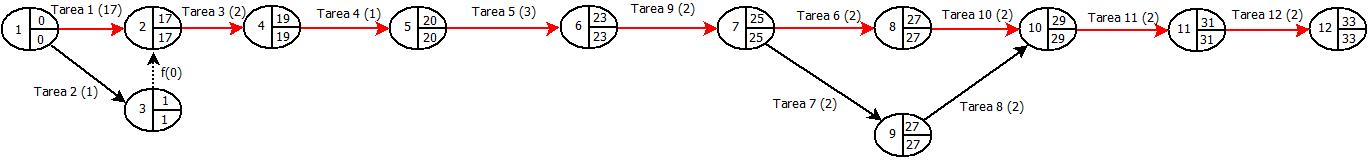 1 0 0 Tarea 1 (17) 2 17 17 Tarea 3 (2) 4 19 19 Tarea 4 (1) 5 20 20 Tarea 5 (3) 6 23 23 Tarea 9 (2) 7 25 25 Tarea 6 (2) 8 27 27 Tarea 10 (2) 10 29 29 Tarea 11 (2) 11 31 31 Tarea 12 (2) 12 33 33
f(0)
Tarea 2 (1) 3 1 1 Tarea 7 (2) Tarea 8 (2)
9 27 27